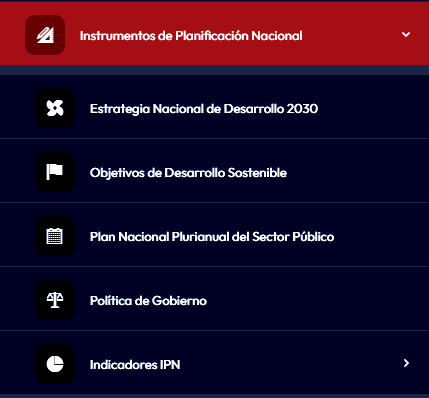 Instrumentos de Planificación Nacional
Estrategia Nacional de Desarrollo 2030
Objetivos de Desarrollo Sostenible
Plan Nacional Plurianual del Sector Público
Política de Gobierno
Indicadores IPN